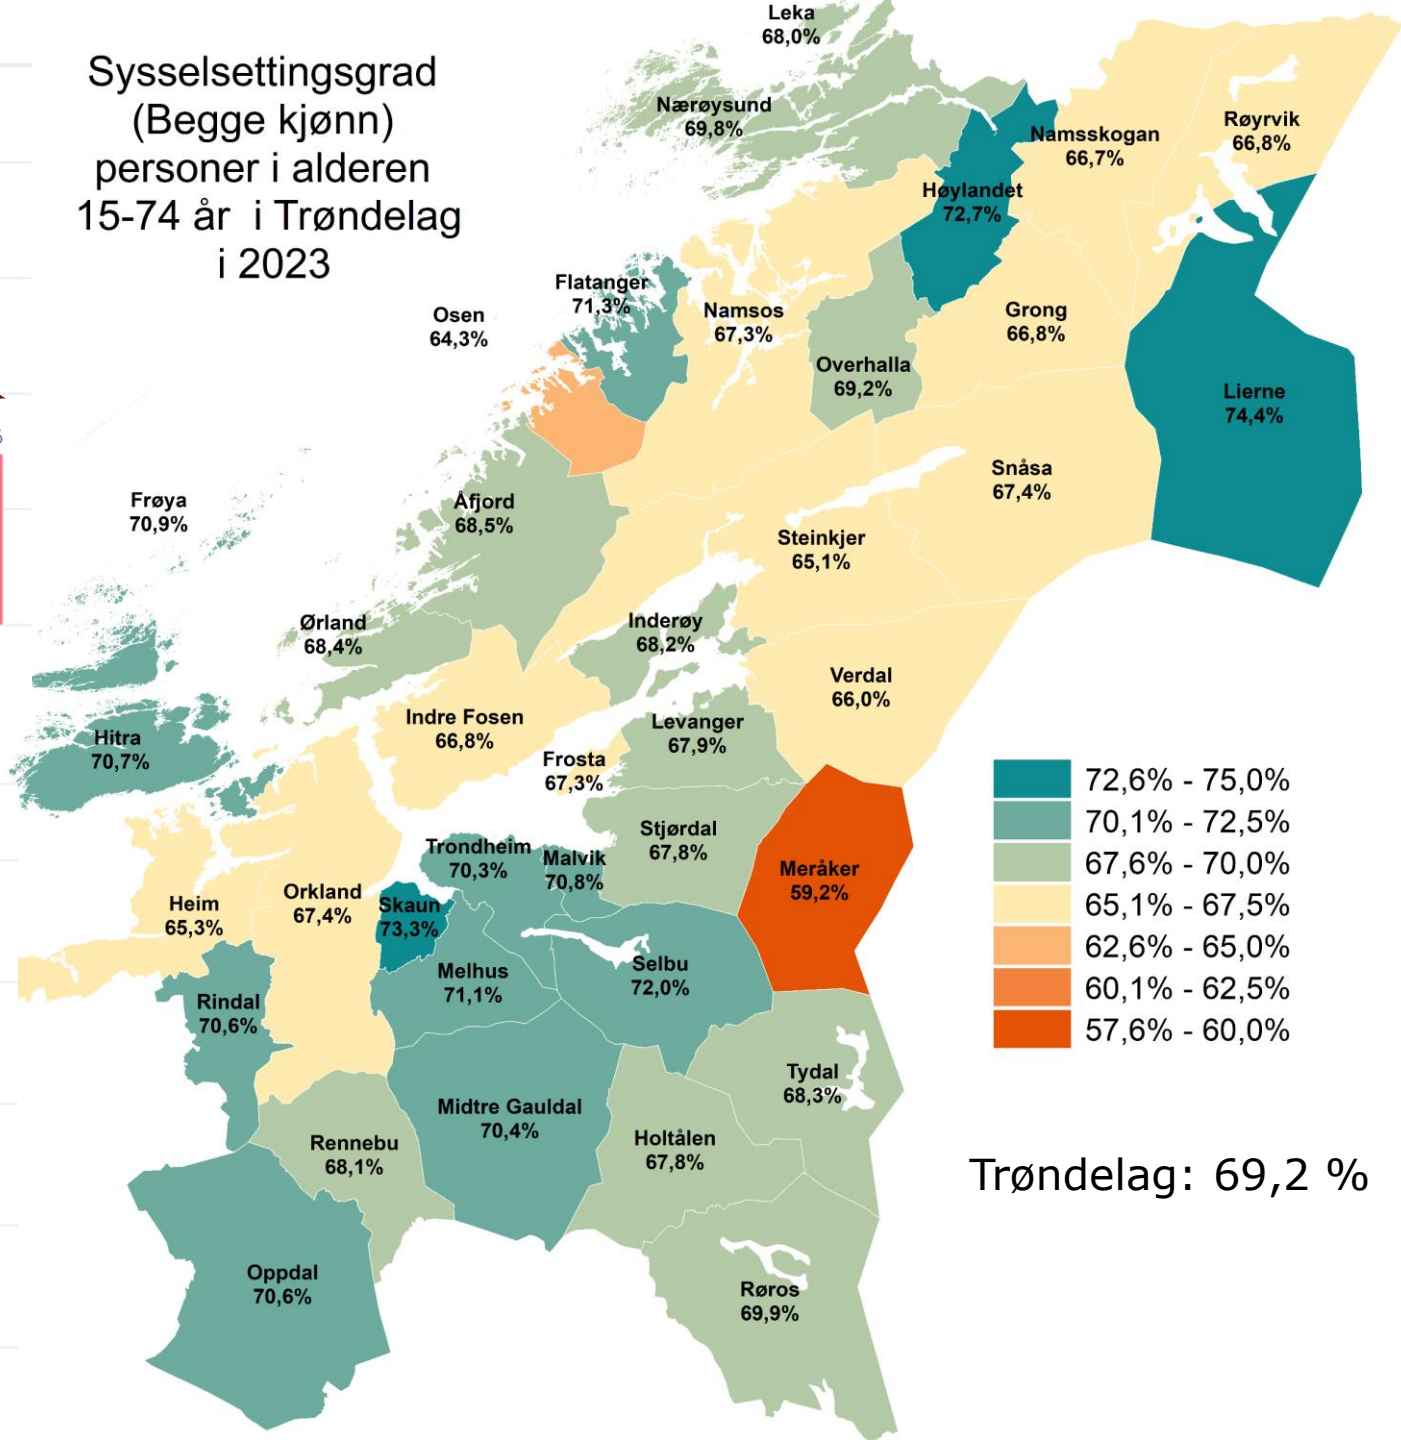 Sysselsettingsgrad
(Begge kjønn)
personer i alderen
15-74 år i Trøndelag
i 2023
Leka
68,0%
Nærøysund
69,8%
Namsskogan
66,7%
Røyrvik
66,8%
Høylandet
72,7%
Flatanger
71,3%
Osen
64,3%
Namsos
67,3%
Grong
66,8%
Overhalla
69,2%
Lierne
74,4%
Snåsa
67,4%
Frøya
70,9%
Åfjord
68,5%
Steinkjer
65,1%
Ørland
68,4%
Inderøy
68,2%
Verdal
66,0%
Indre Fosen
66,8%
Levanger
67,9%
Hitra
70,7%
Frosta
67,3%
Stjørdal
67,8%
Trondheim
70,3%
Malvik
70,8%
Meråker
59,2%
Heim
65,3%
Orkland
67,4%
Skaun
73,3%
Melhus
71,1%
Selbu
72,0%
Rindal
70,6%
Tydal
68,3%
Midtre Gauldal
70,4%
Rennebu
68,1%
Holtålen
67,8%
Oppdal
70,6%
Røros
69,9%
72,6% - 75,0%
70,1% - 72,5%
67,6% - 70,0%
65,1% - 67,5%
62,6% - 65,0%
60,1% - 62,5%
57,6% - 60,0%
Trøndelag: 69,2 %